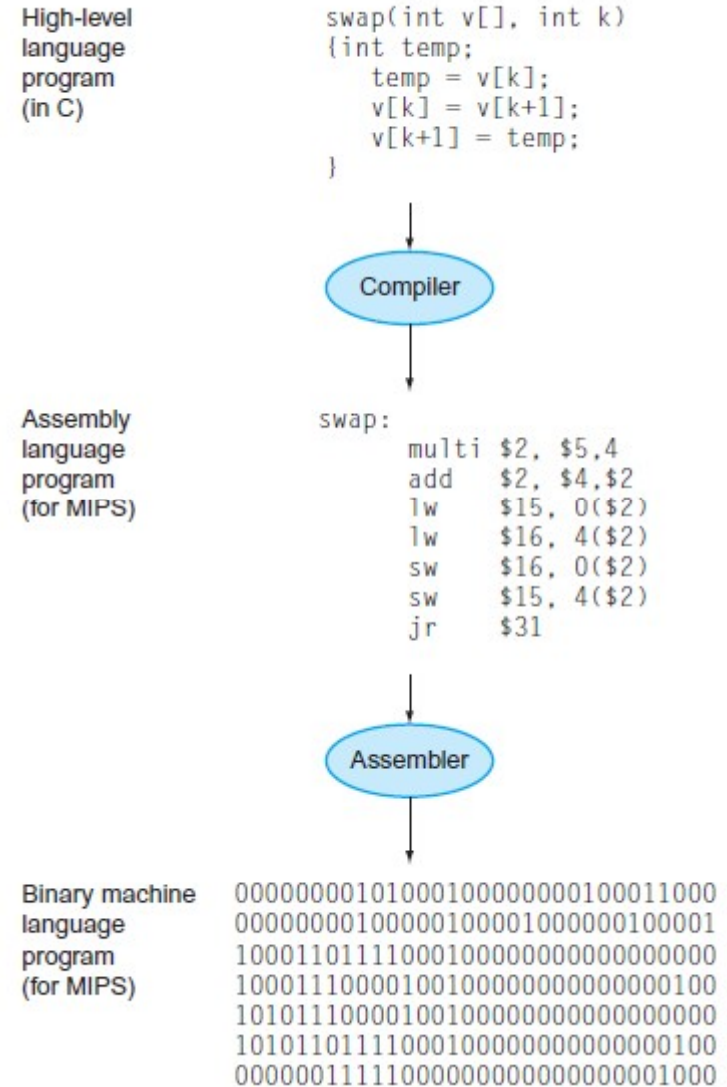 High-level swap(int v[], int k)
language {int temp;
program temp = v[k];
(in C) v[k] = v[k+1];
v[k+1] = temp;
}
Compiler
Assembly swap:
language multi $2, $5,4
program add $2, $4,$2
(for MIPS) lw $15, 0($2)
lw $16, 4($2)
sw $16, 0($2)
sw $15, 4($2)
jr $31
Assembler
Binary machine 00000000101000100000000100011000
language 00000000100000100001000000100001
program 10001101111000100000000000000000
(for MIPS) 10001110000100100000000000000100
10101110000100100000000000000000
10101101111000100000000000000100
00000011111000000000000000001000